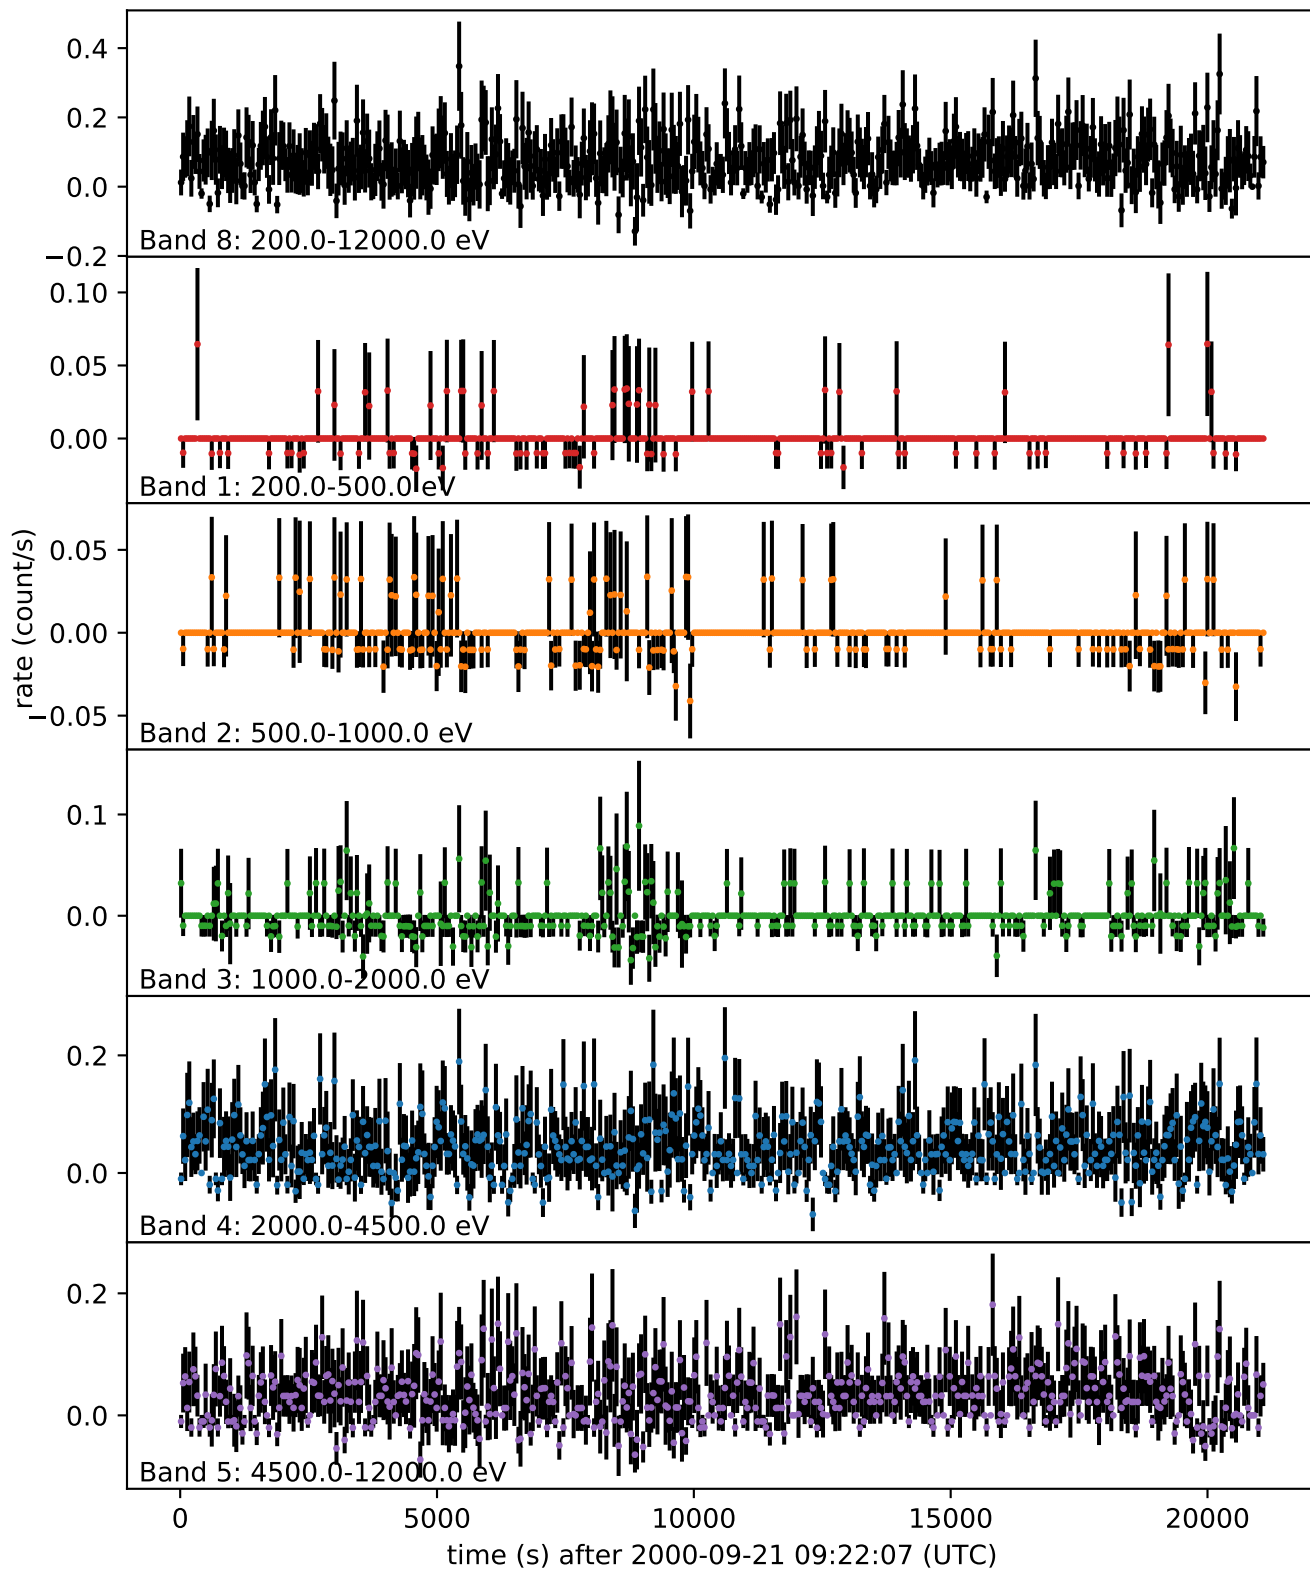 0.4
0.2
0.0
−0.2
Band 8: 200.0-12000.0 eV
0.10
0.05
0.00
Band 1: 200.0-500.0 eV
0.05
0.00
−0.05
Band 2: 500.0-1000.0 eV
rate (count/s)
0.1
0.0
Band 3: 1000.0-2000.0 eV
0.2
0.0
Band 4: 2000.0-4500.0 eV
0.2
0.0
Band 5: 4500.0-12000.0 eV
0 5000 10000 15000 20000
time (s) after 2000-09-21 09:22:07 (UTC)